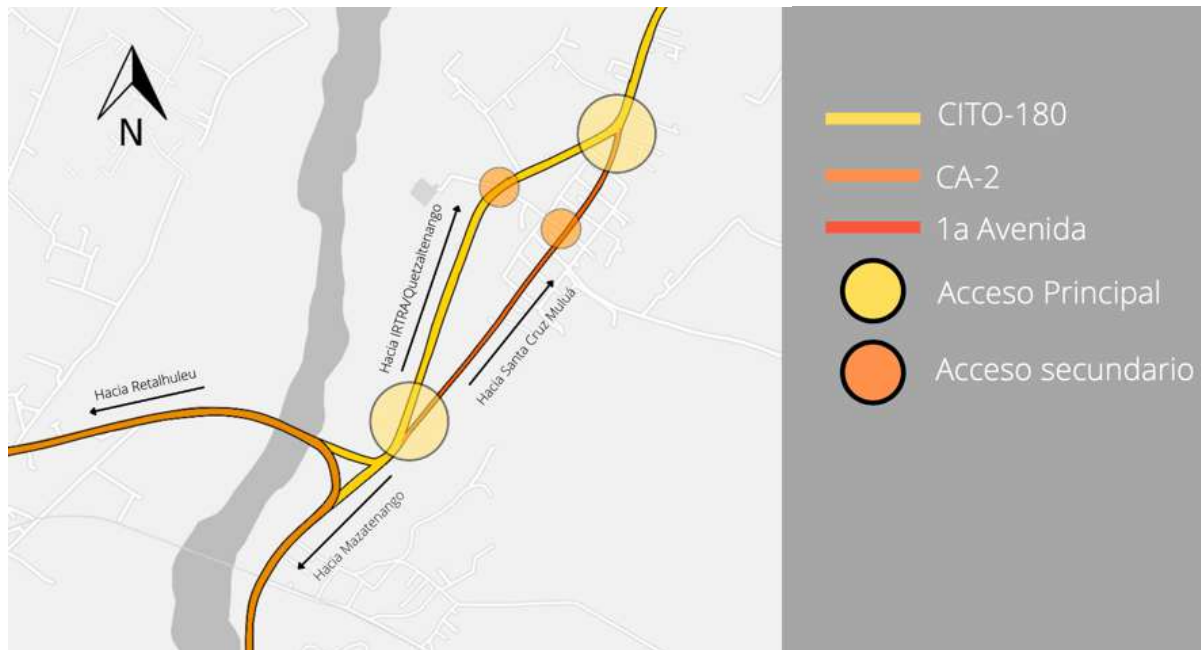 N
Hacia IRTRA/Quetzaltenango
Hacia Santa Cruz Muluá
Hacia Retalhuleu
Hacia Mazatenango
CITO-180
CA-2
1a Avenida
Acceso Principal
Acceso secundario